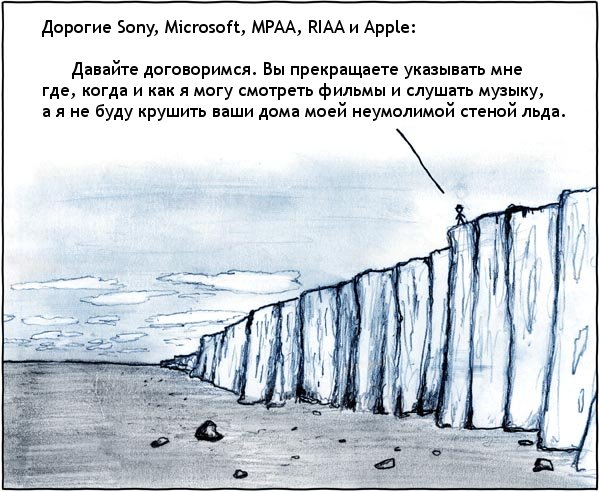 Дорогие Sony, Microsoft, MPAA, RIAA и Apple:
Давайте договоримся. Вы прекращаете указывать мне
где, когда и как я могу смотреть фильмы и слушать музыку,
а я не буду крушить ваши дома моей неумолимой стеной льда.